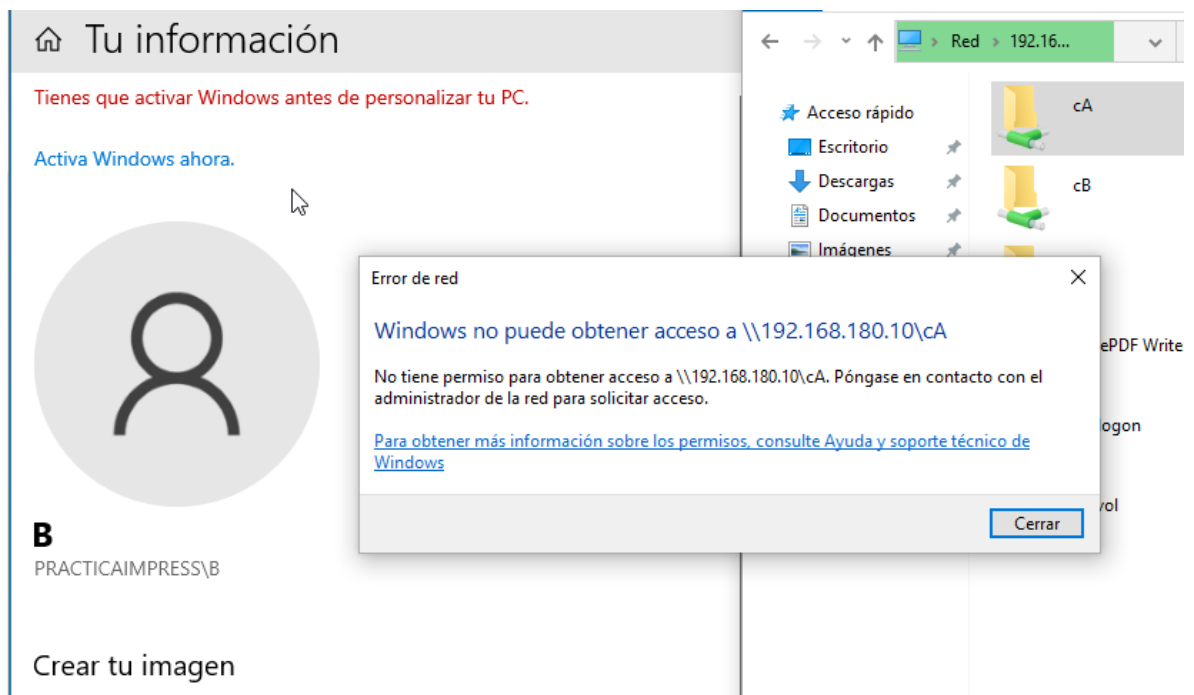 Tu información
Tienes que activar Windows antes de personalizar tu PC.
Activa Windows ahora.
B
PRACTICAIMPRESS\B
Crear tu imagen
Red > 192.16...
Acceso rápido
Escritorio
Descargas
Documentos
Imágenes
cA
cB
ePDF Write
logon
vol
Error de red
Windows no puede obtener acceso a \\192.168.180.10\cA
No tiene permiso para obtener acceso a \\192.168.180.10\cA. Póngase en contacto con el
administrador de la red para solicitar acceso.
Para obtener más información sobre los permisos, consulte Ayuda y soporte técnico de
Windows
Cerrar